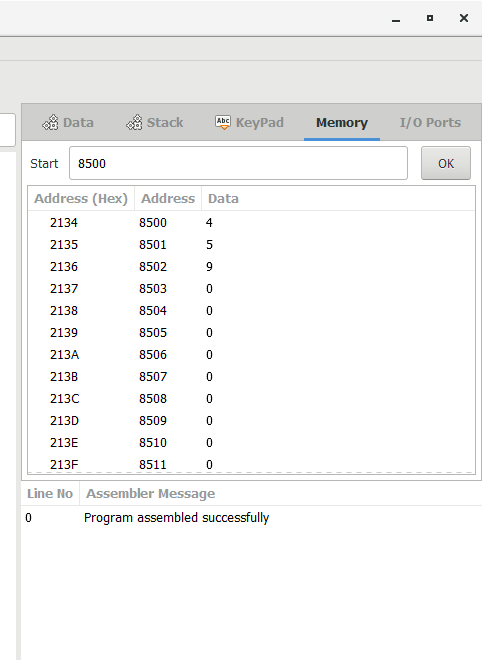 Data Stack Abc KeyPad Memory I/O Ports
Start 8500 OK
Address (Hex) Address Data
2134 8500 4
2135 8501 5
2136 8502 9
2137 8503 0
2138 8504 0
2139 8505 0
213A 8506 0
213B 8507 0
213C 8508 0
213D 8509 0
213E 8510 0
213F 8511 0
Line No Assembler Message
0 Program assembled successfully